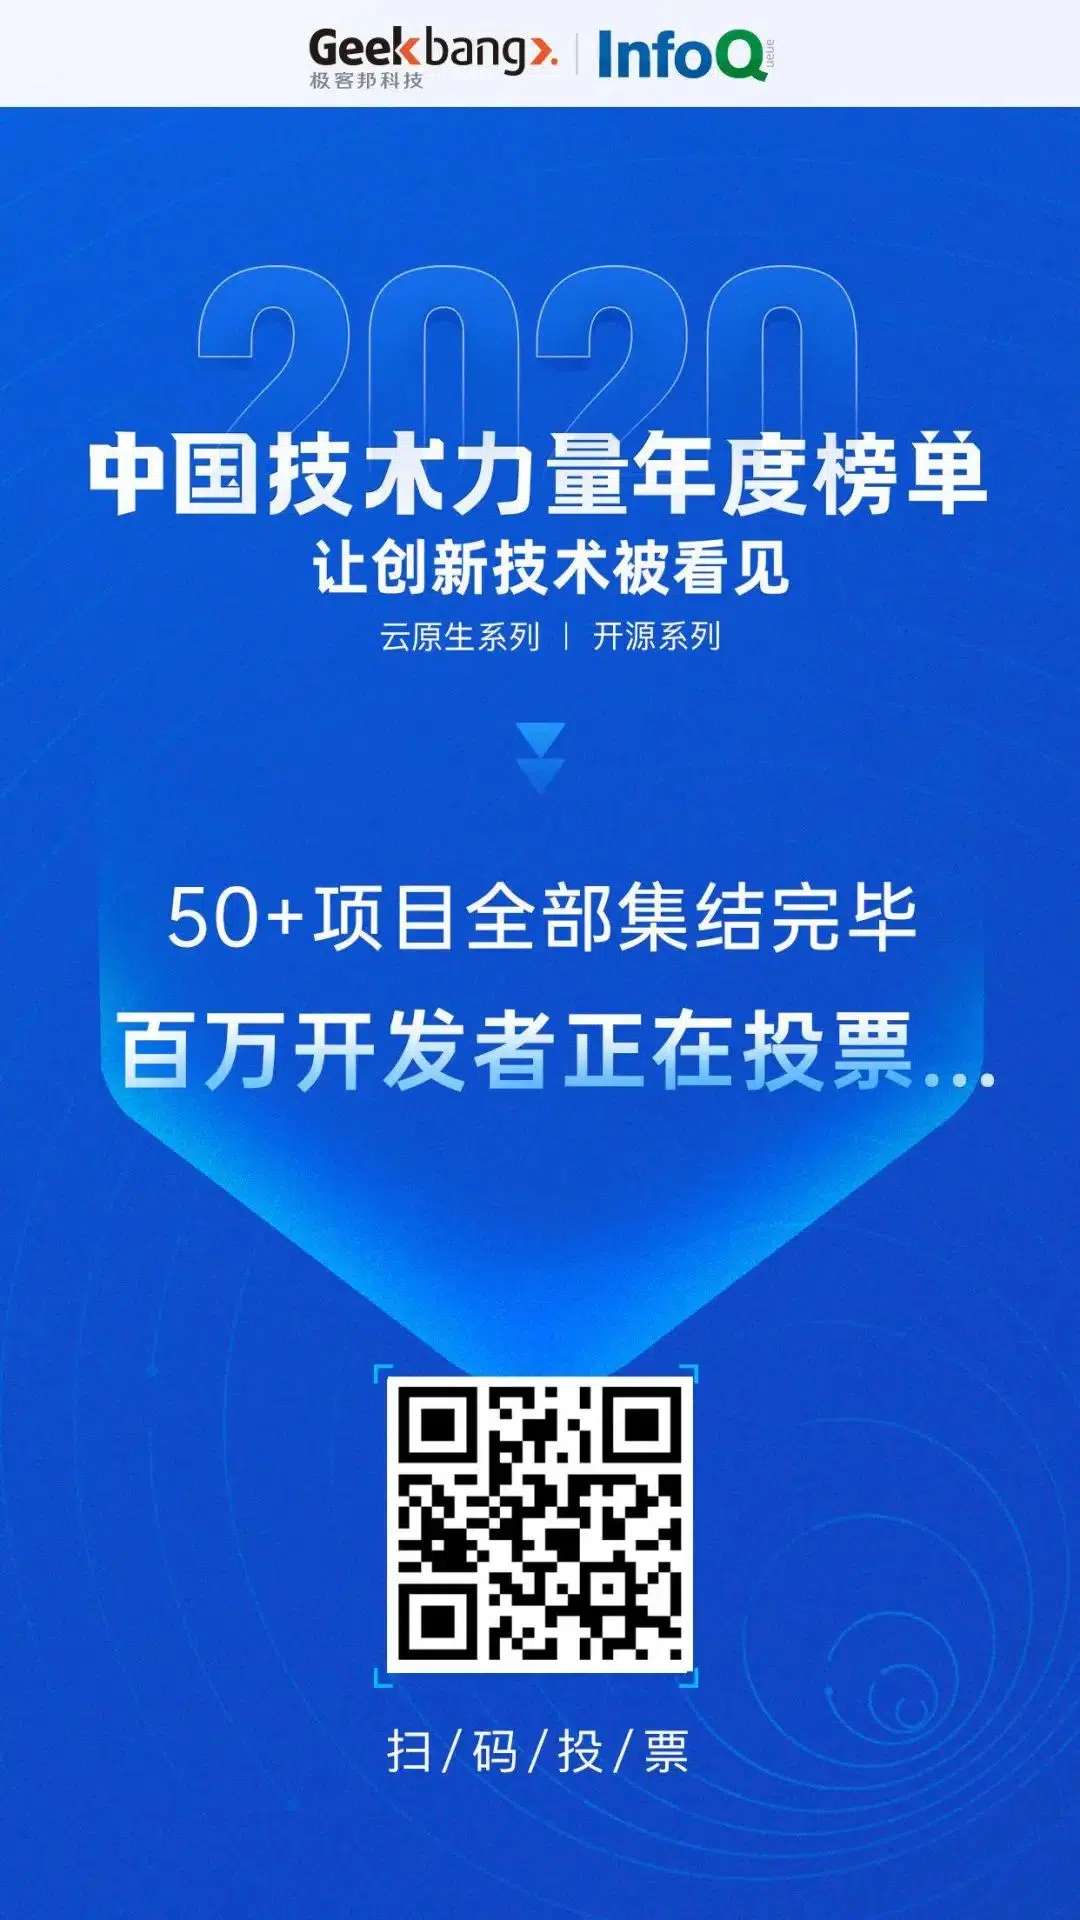 Geekbang>. | InfoQ ueue
极客邦科技
2020
中国技术力量年度榜单
让创新技术被看见
云原生系列 | 开源系列
50+项目全部集结完毕
百万开发者正在投票...
扫/码/投/票